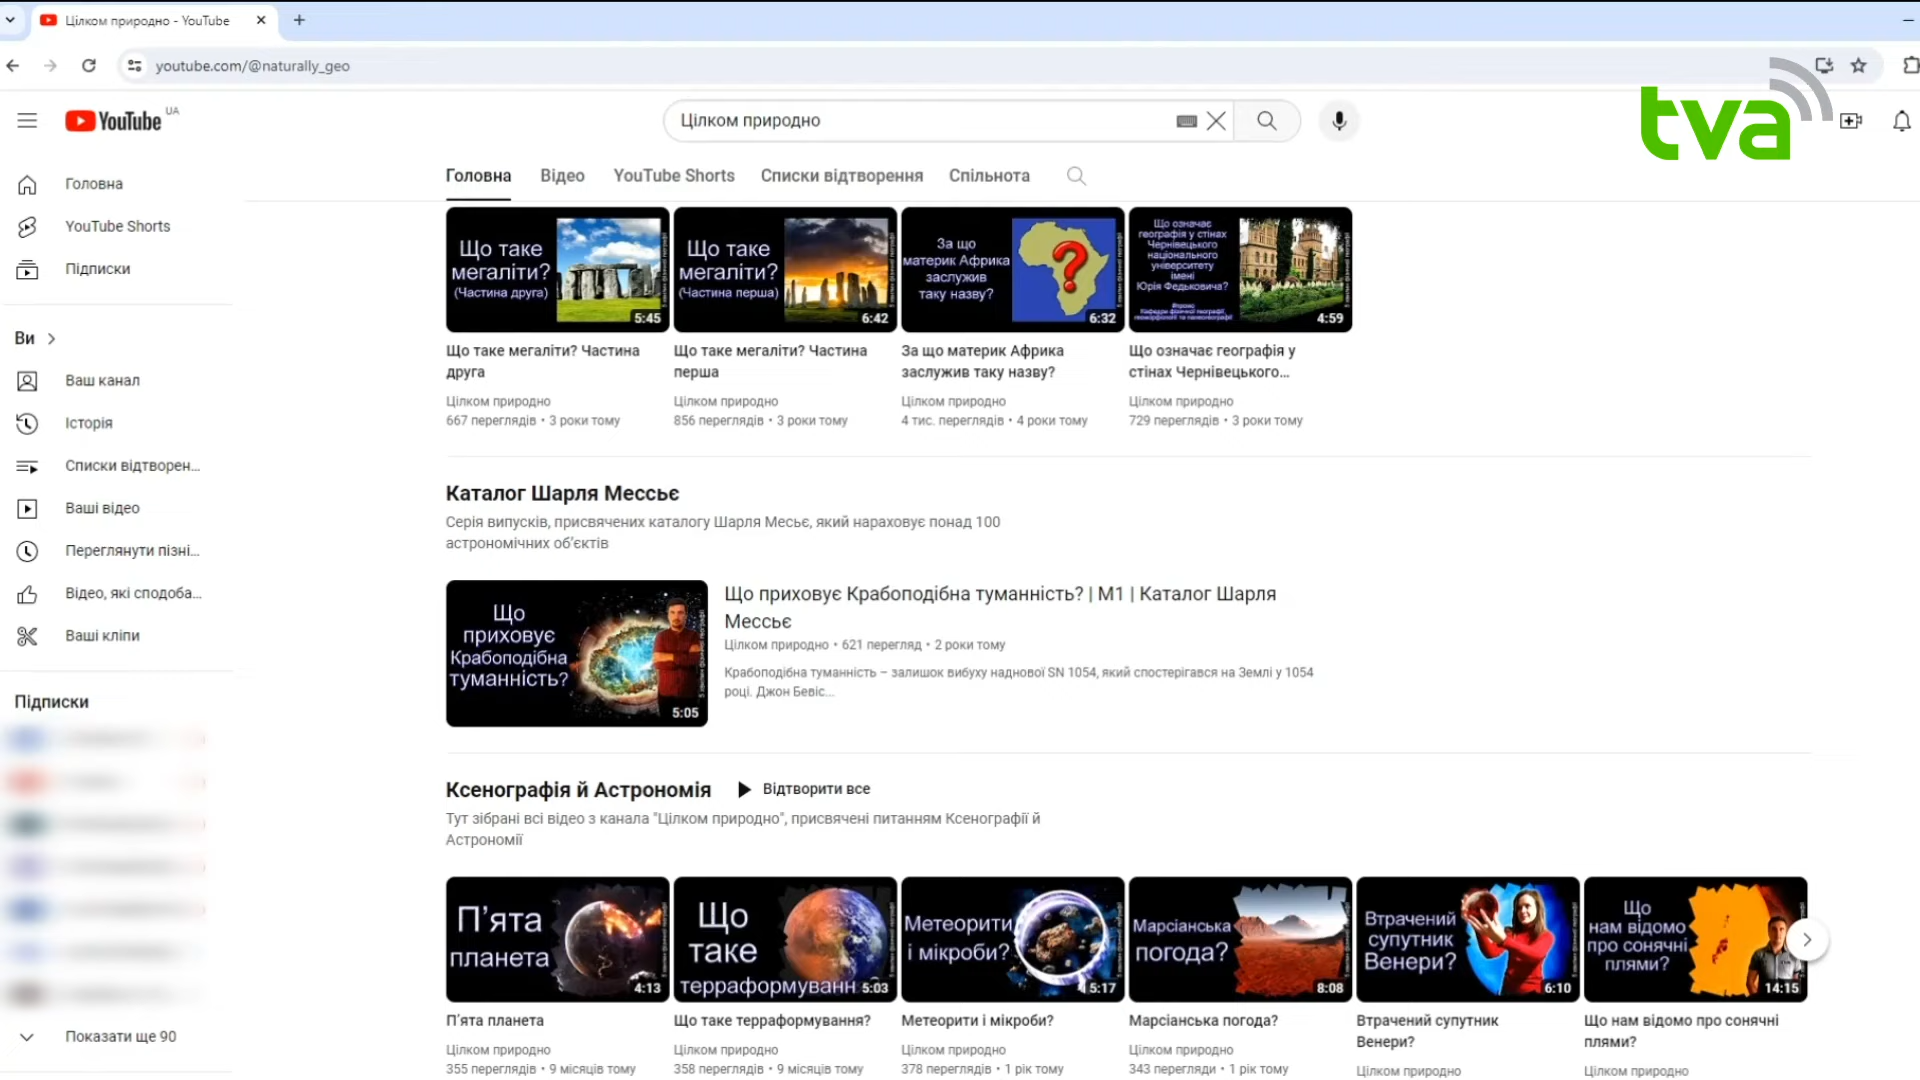 Цілком природно - YouTube
youtube.com/@naturally_geo
YouTube UA
Цілком природно
tva
Головна
YouTube Shorts
Підписки
Ви
Ваш канал
Історія
Списки відтворен...
Ваші відео
Переглянути пізні...
Відео, які сподоба...
Ваші кліпи
Підписки
Показати ще 90
Головна Відео YouTube Shorts Списки відтворення Спільнота
Що таке
мегаліти?
(Частина друга)
5:45
Що таке мегаліти? Частина
друга
Цілком природно
667 переглядів • 3 роки тому
Що таке
мегаліти?
(Частина перша)
6:42
Що таке мегаліти? Частина
перша
Цілком природно
856 переглядів • 3 роки тому
За що
материк Африка
заслужив
таку назву?
6:32
За що материк Африка
заслужив таку назву?
Цілком природно
4 тис. переглядів • 4 роки тому
Що означає
географія у стінах
Чернівецького
національного
університету
імені
Юрія Федьковича?
4:59
Що означає географія у
стінах Чернівецького...
Цілком природно
729 переглядів • 3 роки тому
Каталог Шарля Мессьє
Серія випусків, присвячених каталогу Шарля Месьє, який нараховує понад 100
астрономічних об'єктів
Що
приховує
Крабоподібна
туманність?
5:05
Що приховує Крабоподібна туманність? | M1 | Каталог Шарля
Мессьє
Цілком природно • 621 перегляд • 2 роки тому
Крабоподібна туманність – залишок вибуху наднової SN 1054, який спостерігався на Землі у 1054
році. Джон Бевіс...
Ксенографія й Астрономія Відтворити все
Тут зібрані всі відео з канала "Цілком природно", присвячені питанням Ксенографії й
Астрономії
П'ята
планета
4:13
П'ята планета
Цілком природно
355 переглядів • 9 місяців тому
Що
таке
терраформуванн
5:03
Що таке терраформування?
Цілком природно
358 переглядів • 9 місяців тому
Метеорити
і мікроби?
5:17
Метеорити і мікроби?
Цілком природно
378 переглядів • 1 рік тому
Марсіанська
погода?
8:08
Марсіанська погода?
Цілком природно
343 перегляди • 1 рік тому
Втрачений
супутник
Венери?
6:10
Втрачений супутник
Венери?
Цілком природно
Що
нам відомо
про сонячні
плями?
14:15
Що нам відомо про сонячні
плями?
Цілком природно